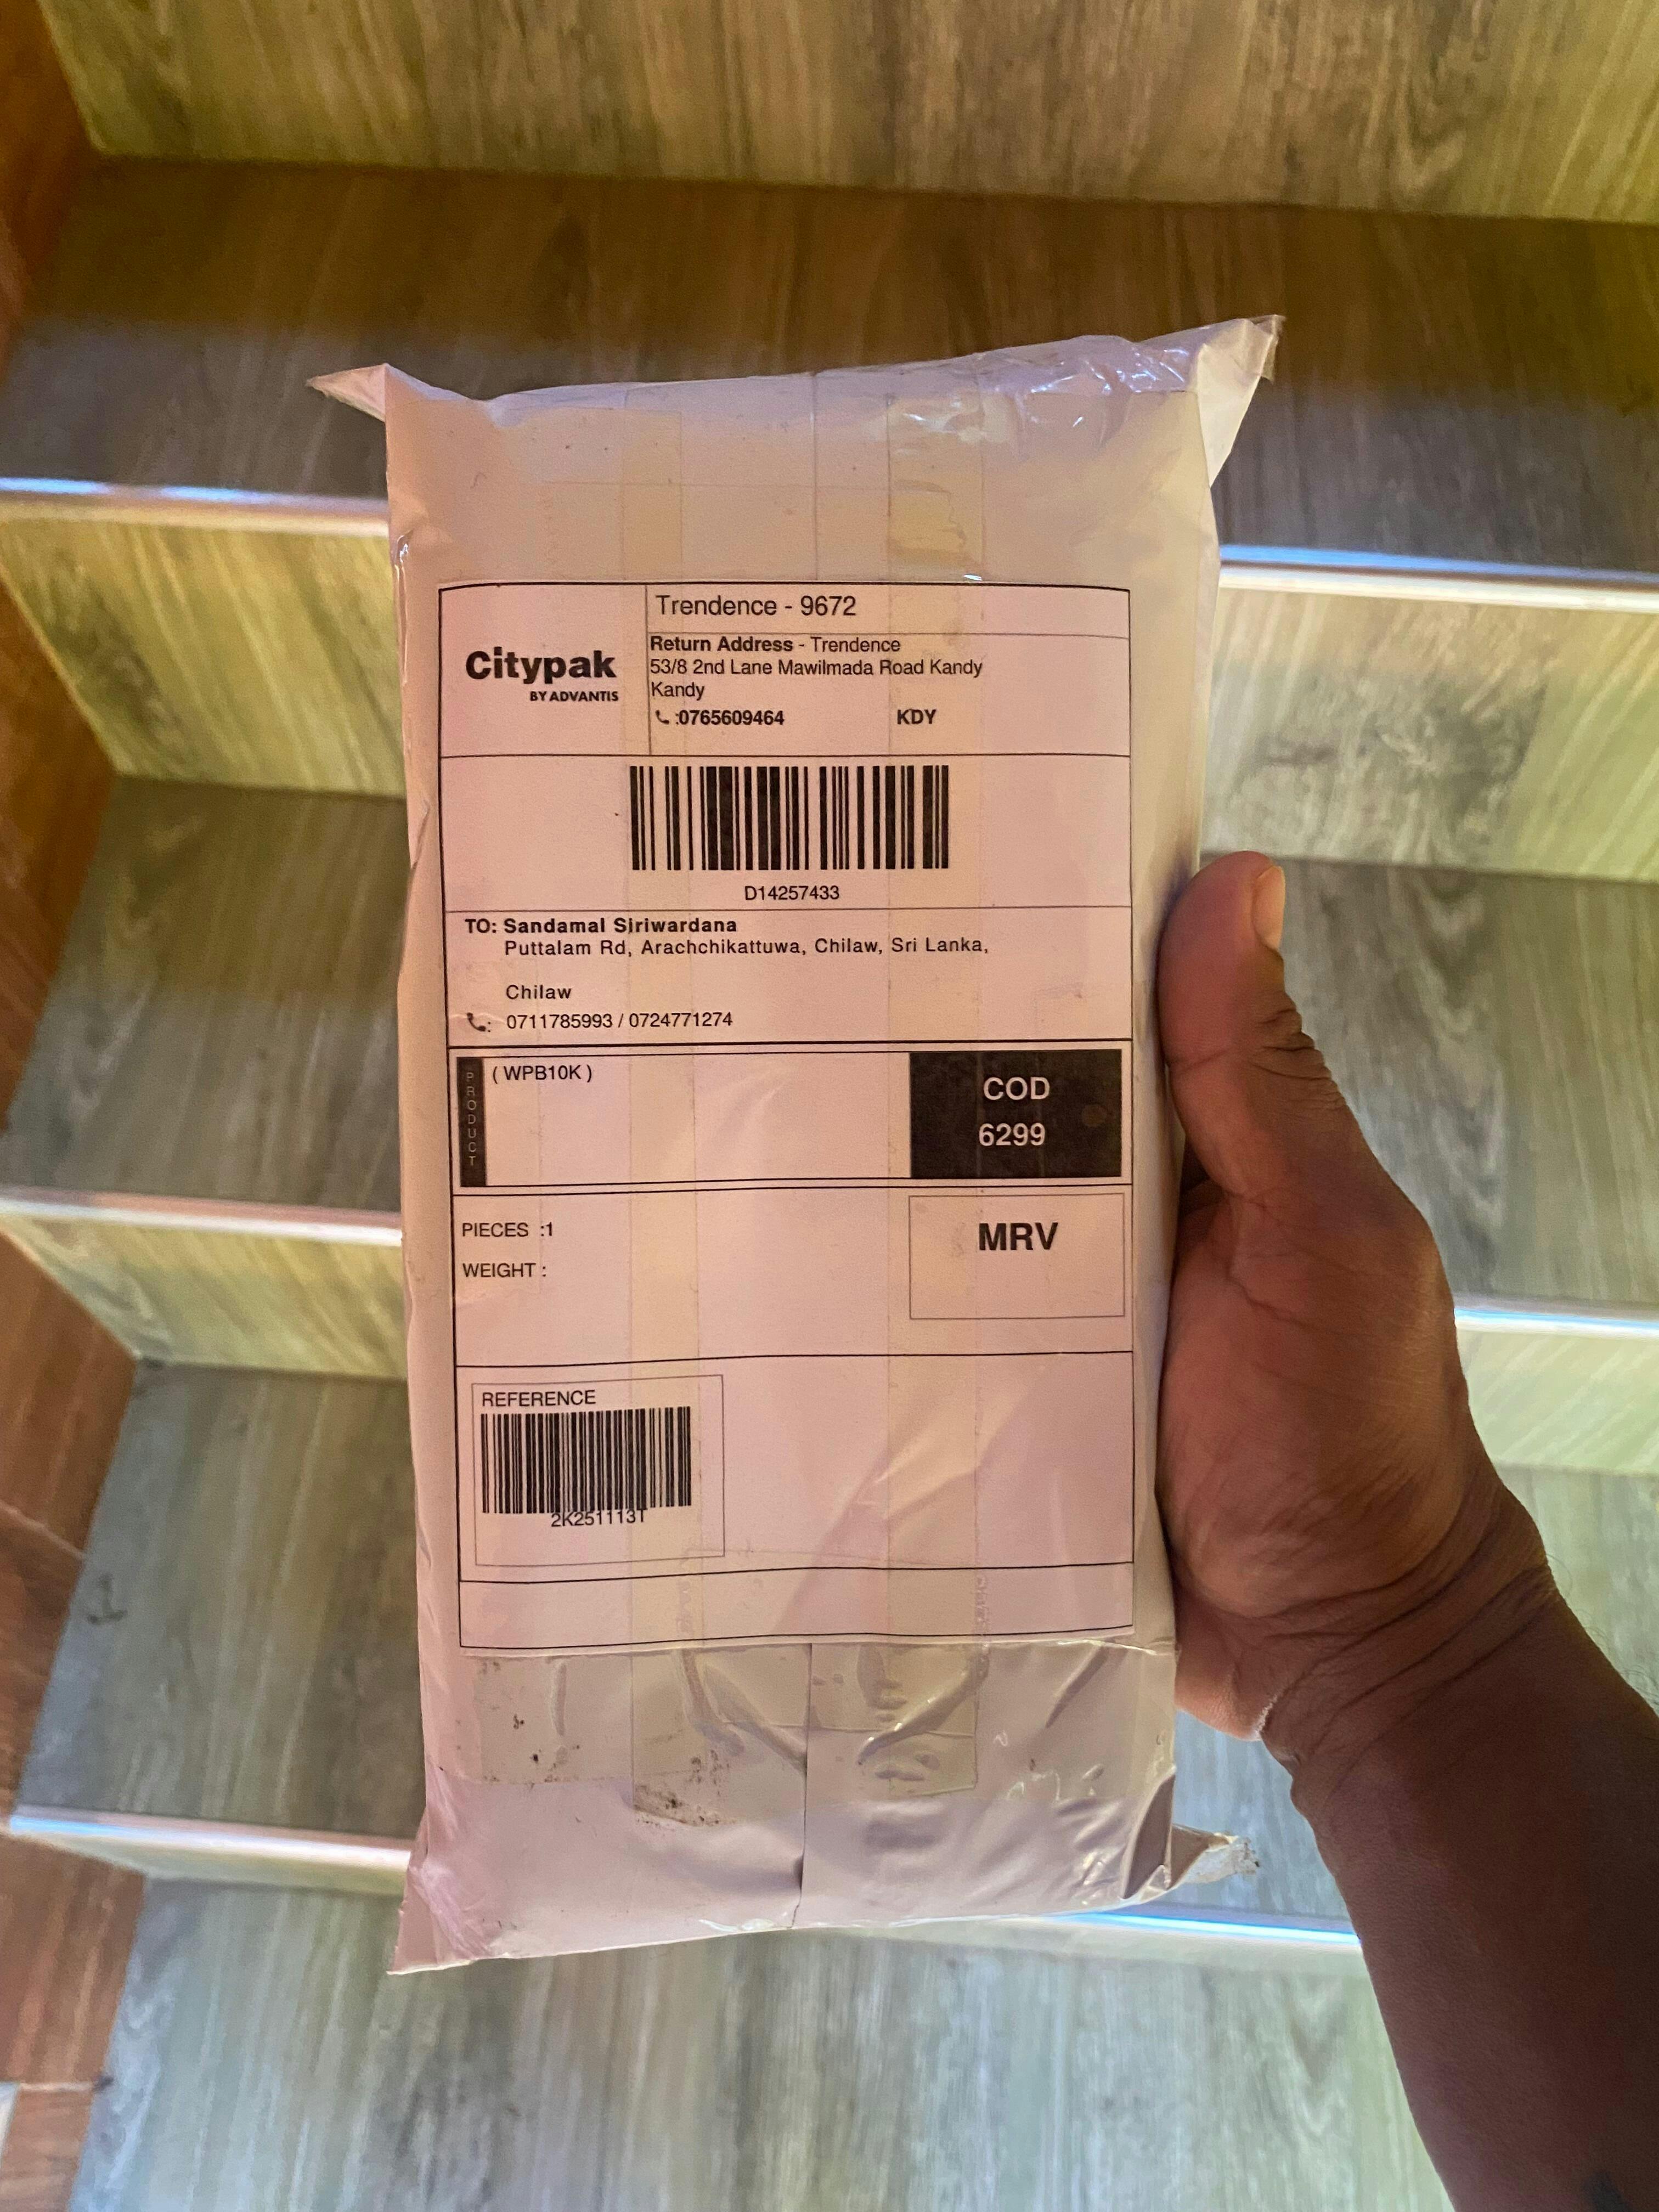 Trendence - 9672
Citypak
BY ADVANTIS
Return Address - Trendence
53/8 2nd Lane Mawilmada Road Kandy
Kandy
:0765609464 KDY
D14257433
TO: Sandamal Siriwardana
Puttalam Rd, Arachchikattuwa, Chilaw, Sri Lanka,
Chilaw
: 0711785993 / 0724771274
PRODUCT
( WPB10K )
COD
6299
PIECES :1
MRV
WEIGHT :
REFERENCE
2K251113T